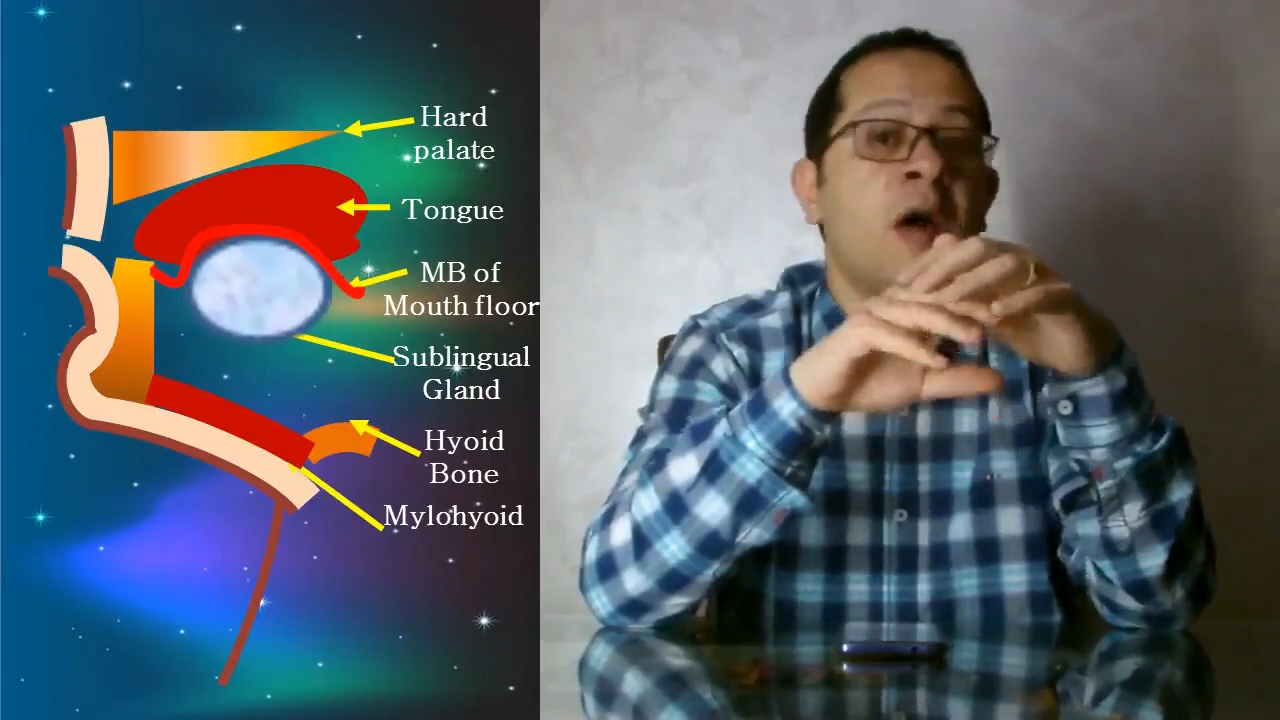 Hard
palate
Tongue
MB of
Mouth floor
Sublingual
Gland
Hyoid
Bone
Mylohyoid